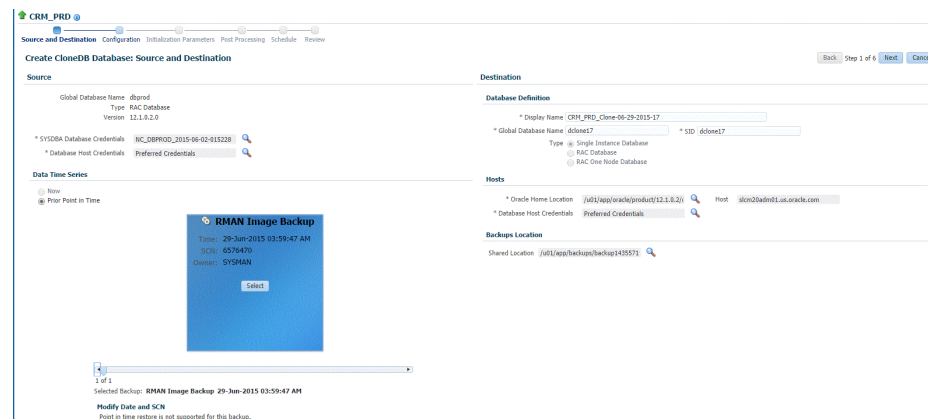 CRM_PRD
Source and Destination Configuration Initialization Parameters Post Processing Schedule Review
Create CloneDB Database: Source and Destination
Back Step 1 of 6 Next Cance
Source
Global Database Name dbprod
Type RAC Database
Version 12.1.0.2.0
* SYSDBA Database Credentials NC_DBPROD_2015-06-02-015228
* Database Host Credentials Preferred Credentials
Data Time Series
Now
Prior Point in Time
RMAN Image Backup
Time: 29-Jun-2015 03:59:47 AM
SCN: 6576470
Owner: SYSMAN
Select
1 of 1
Selected Backup: RMAN Image Backup 29-Jun-2015 03:59:47 AM
Modify Date and SCN
Point in time restore is not supported for this backup.
Destination
Database Definition
* Display Name CRM_PRD_Clone-06-29-2015-17
* Global Database Name dclone17 * SID dclone17
Type Single Instance Database
RAC Database
RAC One Node Database
Hosts
* Oracle Home Location /u01/app/oracle/product/12.1.0.2/ Host slcm20adm01.us.oracle.com
* Database Host Credentials Preferred Credentials
Backups Location
Shared Location /u01/app/backups/backup1435571